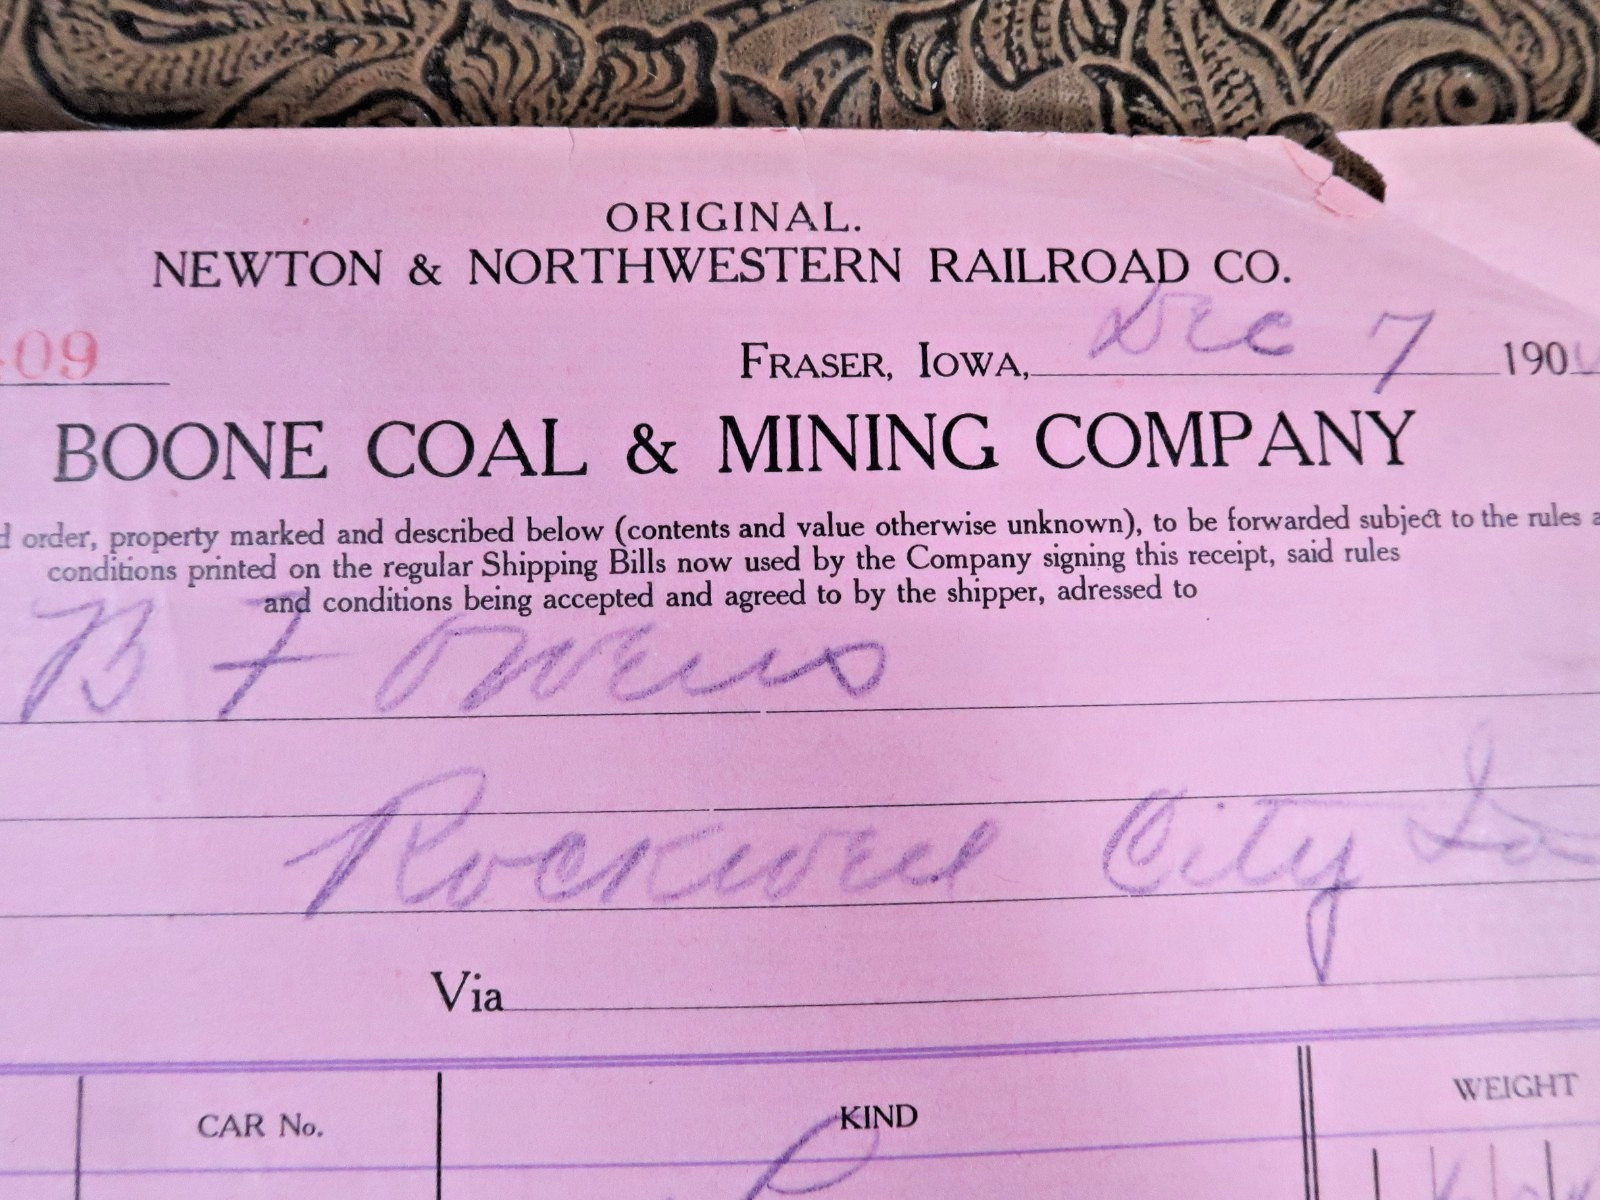 ORIGINAL.
NEWTON & NORTHWESTERN RAILROAD CO.
09
FRASER, IOWA, Dec 7 190
BOONE COAL & MINING COMPANY
order, property marked and described below (contents and value otherwise unknown), to be forwarded subject to the rules
conditions printed on the regular Shipping Bills now used by the Company signing this receipt, said rules
and conditions being accepted and agreed to by the shipper, adressed to
B F Owens
Rockwell City Ia
Via
CAR No. KIND WEIGHT